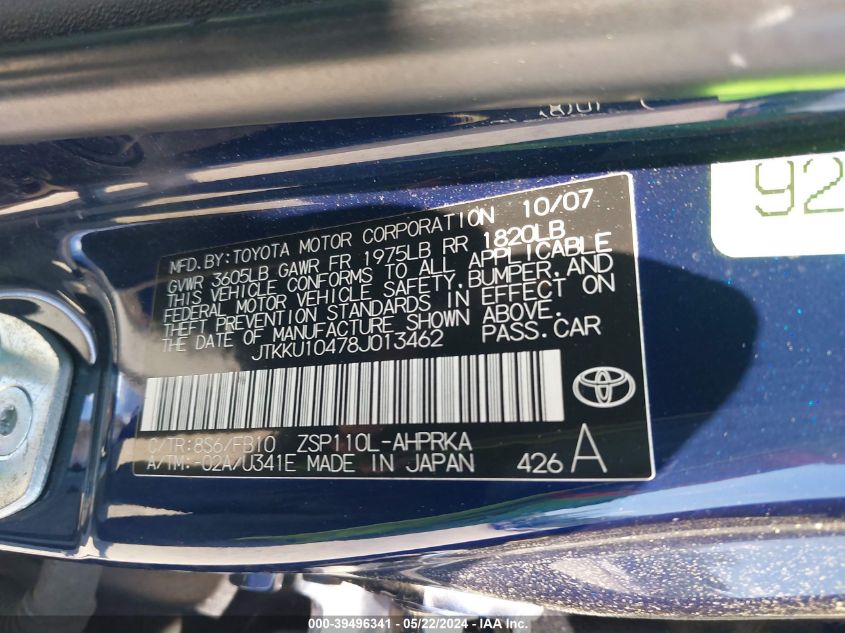 92
MFD.BY:TOYOTA MOTOR CORPORATION 10/07
GVWR 3605LB GAWR FR 1975LB RR 1820LB
THIS VEHICLE CONFORMS TO ALL APPLICABLE
FEDERAL MOTOR VEHICLE SAFETY,BUMPER,AND
THEFT PREVENTION STANDARDS IN EFFECT ON
THE DATE OF MANUFACTURE SHOWN ABOVE.
JTKKU10478J013462 PASS.CAR
C/TR:8S6/FB10 ZSP110L-AHPRKA
A/TM:-02A/U341E MADE IN JAPAN 426 A
000-39496341 / 05/22/2024 / IAA Inc.